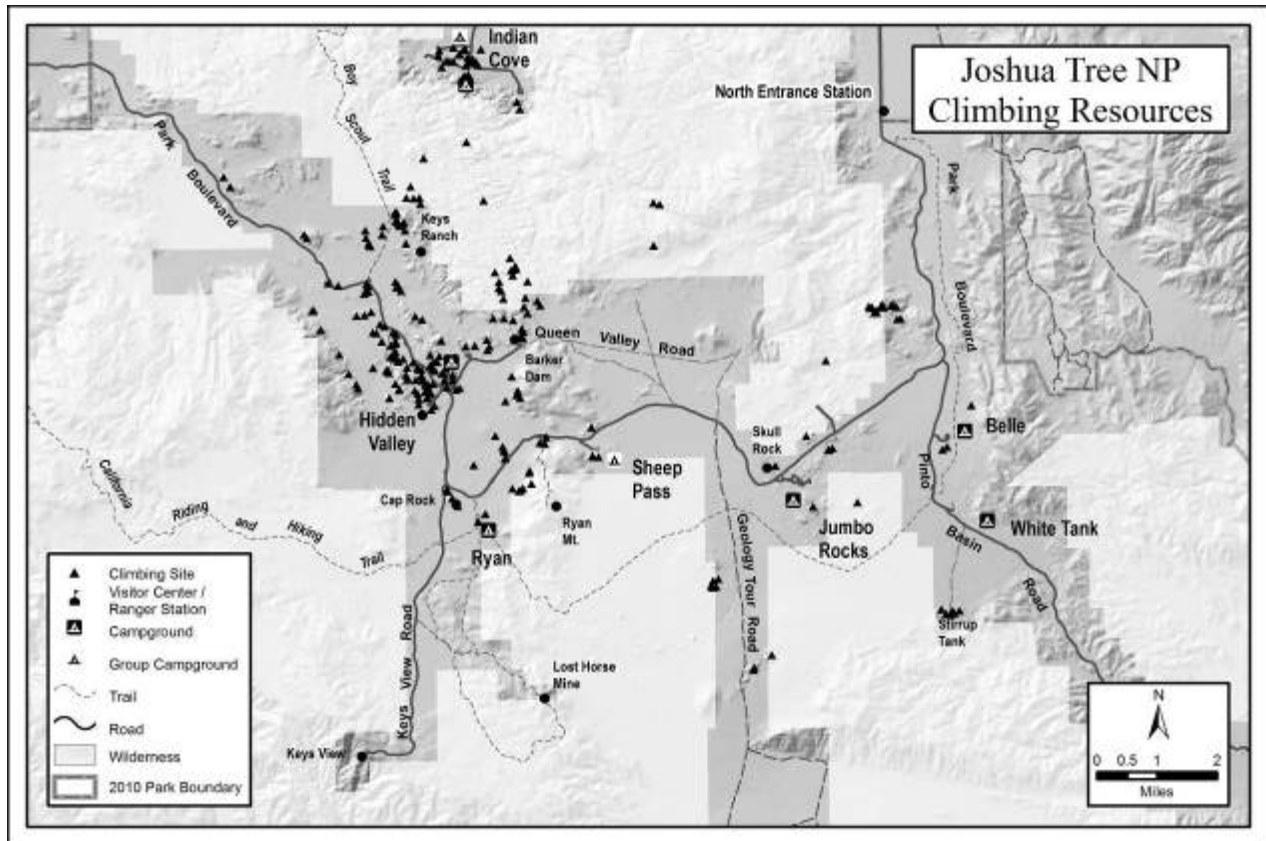 Joshua Tree NP
Climbing Resources
Indian
Cove
North Entrance Station
Boy
Scout
Trail
Park
Boulevard
Park
Boulevard
Keys
Ranch
Queen
Valley
Road
Barker
Dam
Hidden
Valley
Skull
Rock
Belle
Sheep
Pass
Cap Rock
Ryan
Mt.
Ryan
Jumbo
Rocks
White Tank
Pinto
Basin
Road
California
Riding
and
Hiking
Trail
Geology Tour Road
Stirrup
Tank
Keys View Road
Lost Horse
Mine
Keys View
Climbing Site
Visitor Center /
Ranger Station
Campground
Group Campground
Trail
Road
Wilderness
2010 Park Boundary
N
0 0.5 1 2
Miles